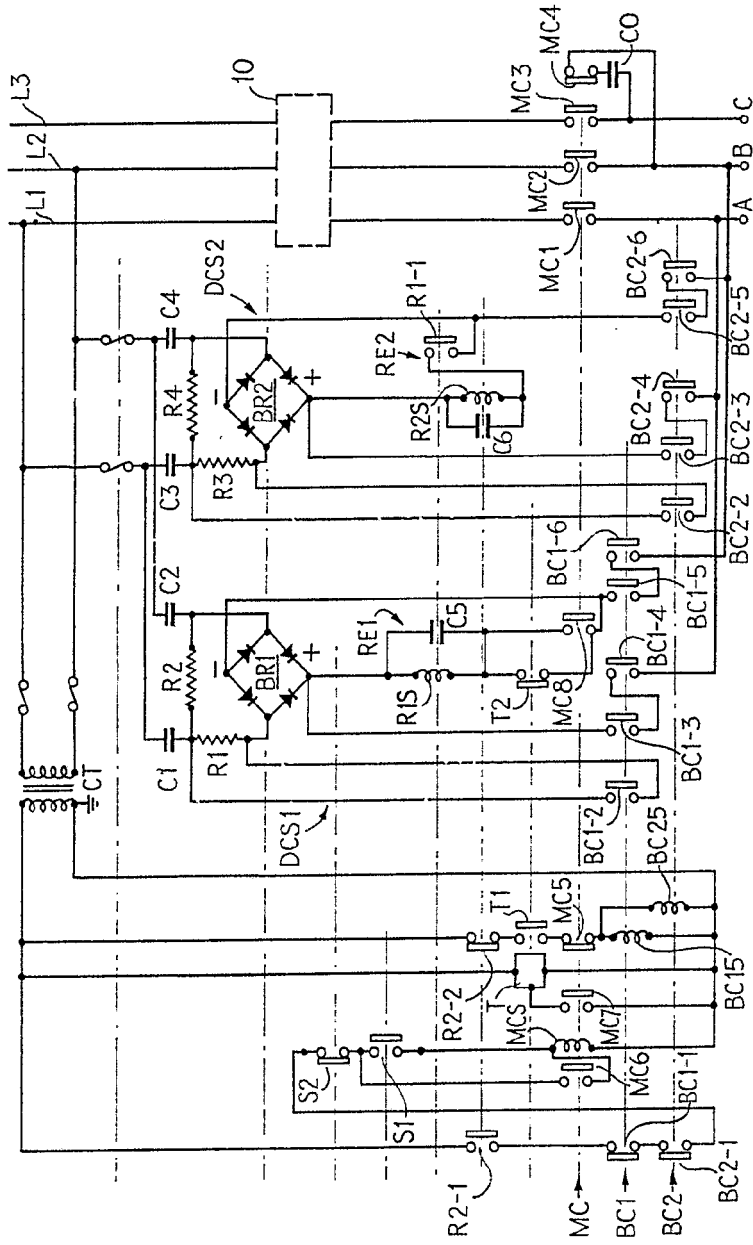 L3
L2
L1
10
MC4
CO
MC3
MC2
MC1
C
B
A
DCS2
C4
R4
BR2
C3
R3
R1-1
RE2
R2S
C6
BC2-6
BC2-5
BC2-4
BC2-3
BC2-2
C2
R2
BR1
C1
R1
RE1
C5
R1S
T2
MC8
BC1-6
BC1-5
BC1-4
BC1-3
BC1-2
DCS1
CT
T1
MC5
BC25
BC15
R2-2
T
MCS
MC7
MC6
S2
S1
BC1-1
R2-1
MC
BC1
BC2
BC2-1
+
−
+
−